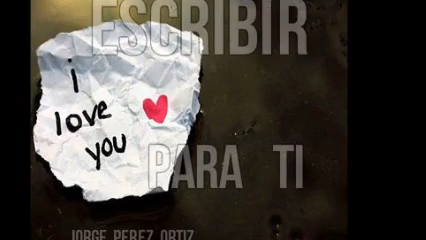 ESCRIBIR
i
love
you
PARA TI
JORGE PEREZ ORTIZ